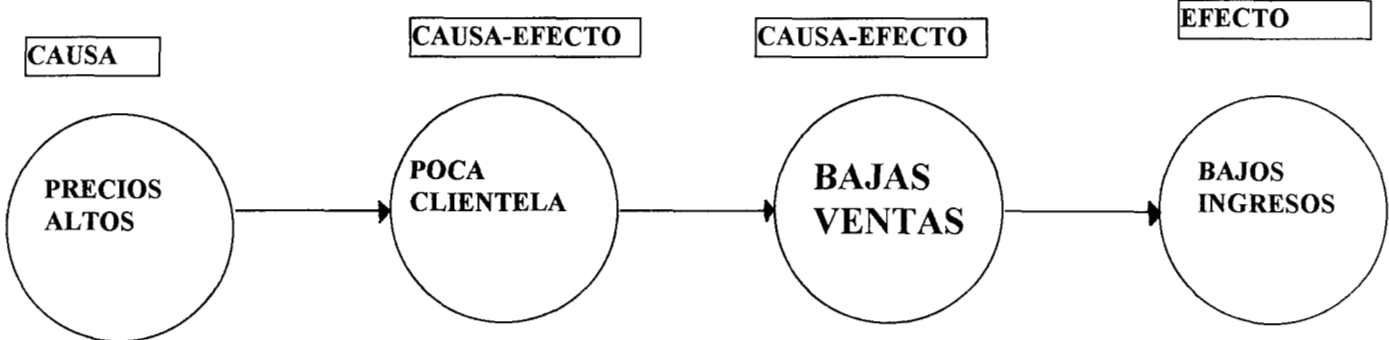 CAUSA
CAUSA-EFECTO
CAUSA-EFECTO
EFECTO
PRECIOS
ALTOS
POCA
CLIENTELA
BAJAS
VENTAS
BAJOS
INGRESOS